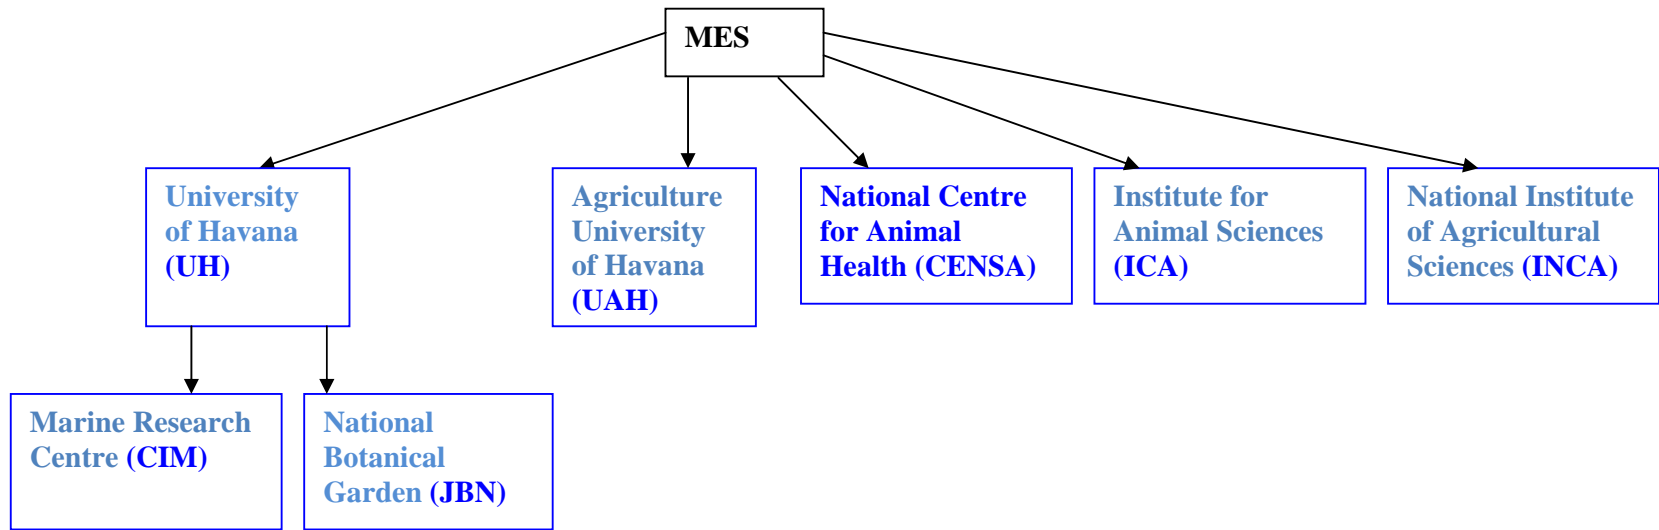 MES
University
of Havana
(UH)
Agriculture
University
of Havana
(UAH)
National Centre
for Animal
Health (CENSA)
Institute for
Animal Sciences
(ICA)
National Institute
of Agricultural
Sciences (INCA)
Marine Research
Centre (CIM)
National
Botanical
Garden (JBN)